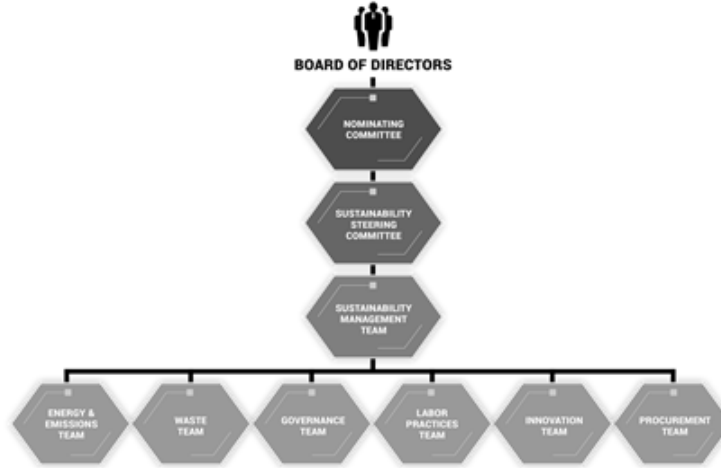 BOARD OF DIRECTORS
NOMINATING
COMMITTEE
SUSTAINABILITY
STEERING
COMMITTEE
SUSTAINABILITY
MANAGEMENT
TEAM
ENERGY &
EMISSIONS
TEAM
WASTE
TEAM
GOVERNANCE
TEAM
LABOR
PRACTICES
TEAM
INNOVATION
TEAM
PROCUREMENT
TEAM